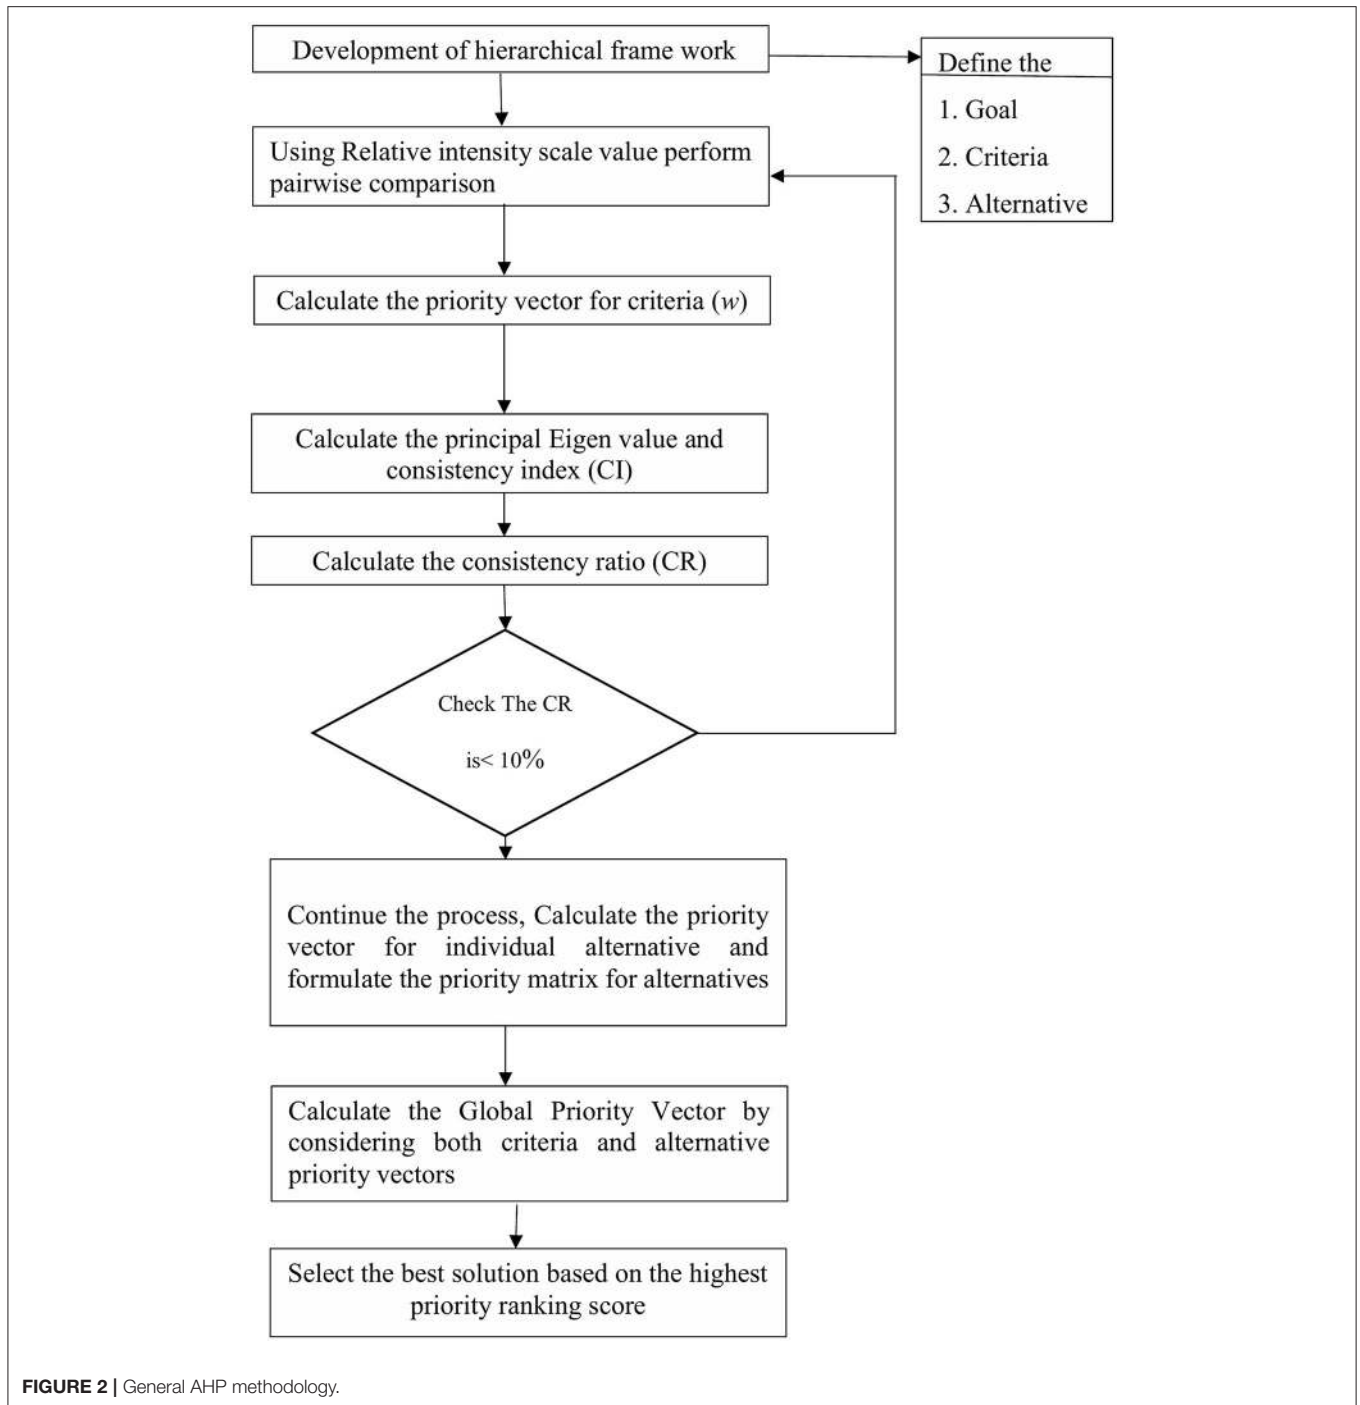 Development of hierarchical frame work
Define the
1. Goal
2. Criteria
3. Alternative
Using Relative intensity scale value perform
pairwise comparison
Calculate the priority vector for criteria (w)
Calculate the principal Eigen value and
consistency index (CI)
Calculate the consistency ratio (CR)
Check The CR
is< 10%
Continue the process, Calculate the priority
vector for individual alternative and
formulate the priority matrix for alternatives
Calculate the Global Priority Vector by
considering both criteria and alternative
priority vectors
Select the best solution based on the highest
priority ranking score
FIGURE 2 | General AHP methodology.